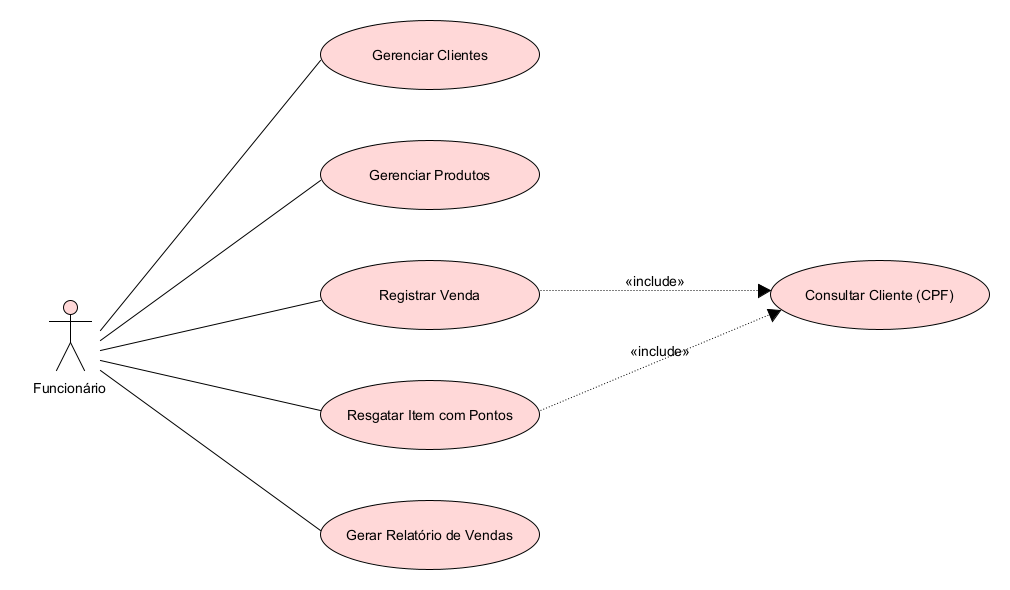 Gerenciar Clientes
Gerenciar Produtos
Registrar Venda
«include»
Consultar Cliente (CPF)
«include»
Funcionário
Resgatar Item com Pontos
Gerar Relatório de Vendas